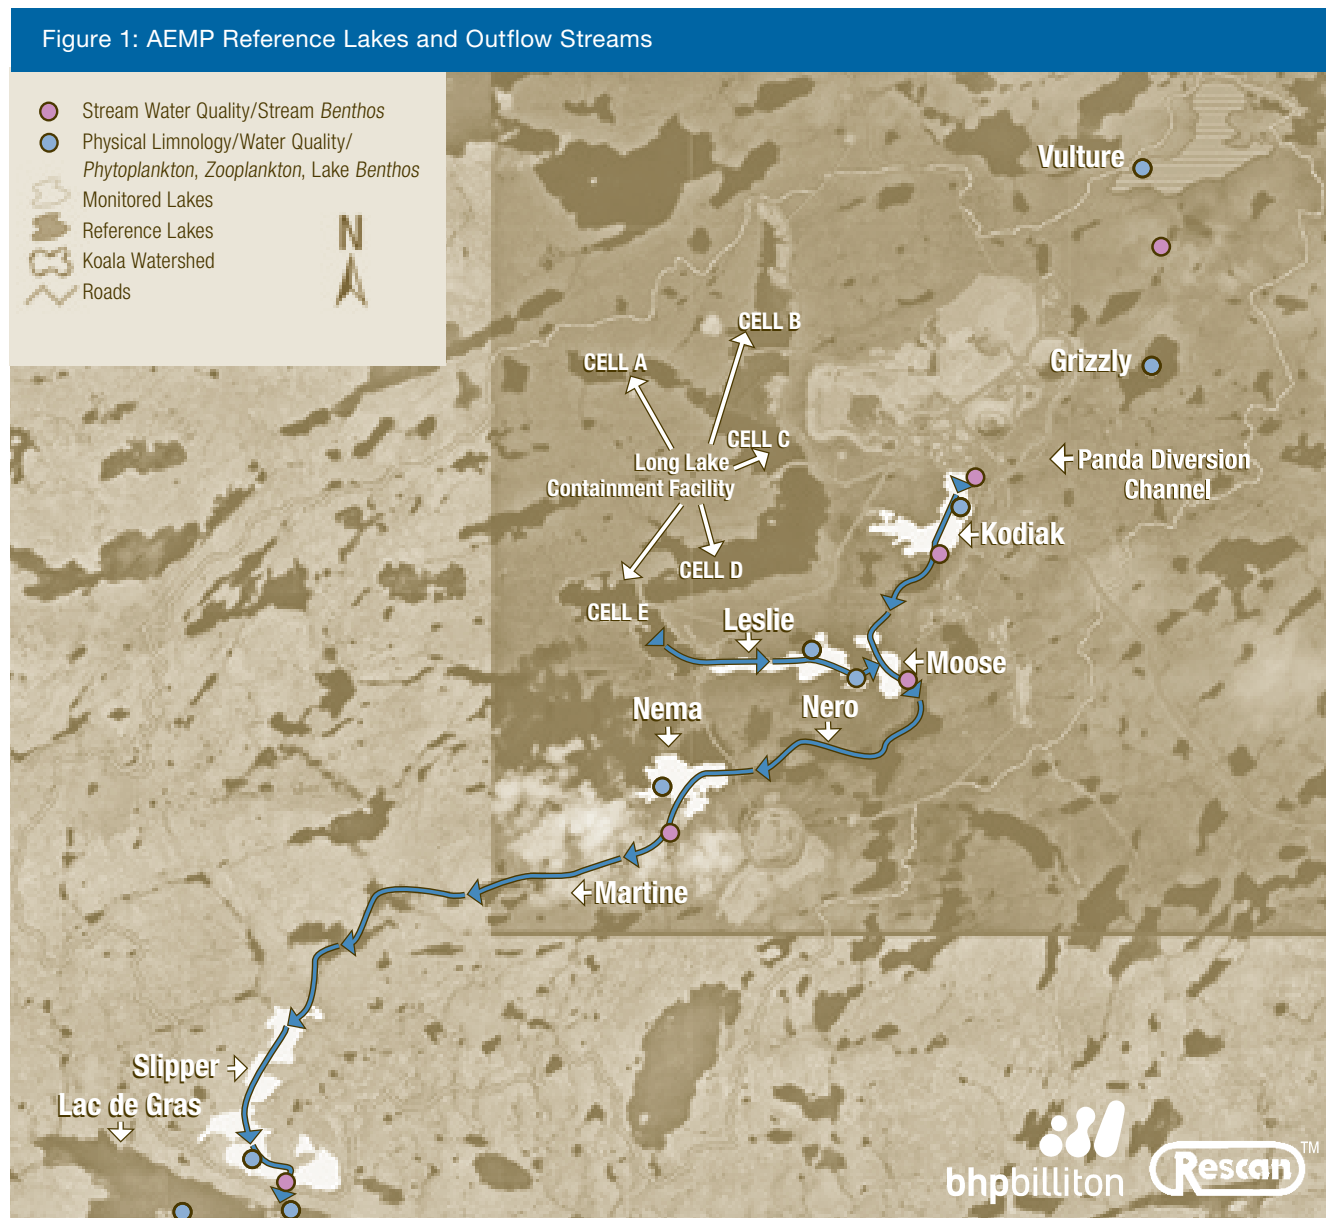 Figure 1: AEMP Reference Lakes and Outflow Streams
Stream Water Quality/Stream Benthos
Physical Limnology/Water Quality/
Phytoplankton, Zooplankton, Lake Benthos
Monitored Lakes
Reference Lakes
Koala Watershed
Roads
N
Vulture
CELL B
CELL A
Grizzly
CELL C
Long Lake
Containment Facility
Panda Diversion
Channel
Kodiak
CELL D
CELL E
Leslie
Moose
Nema
Nero
Martine
Slipper
Lac de Gras
bhpbilliton
Rescan
TM